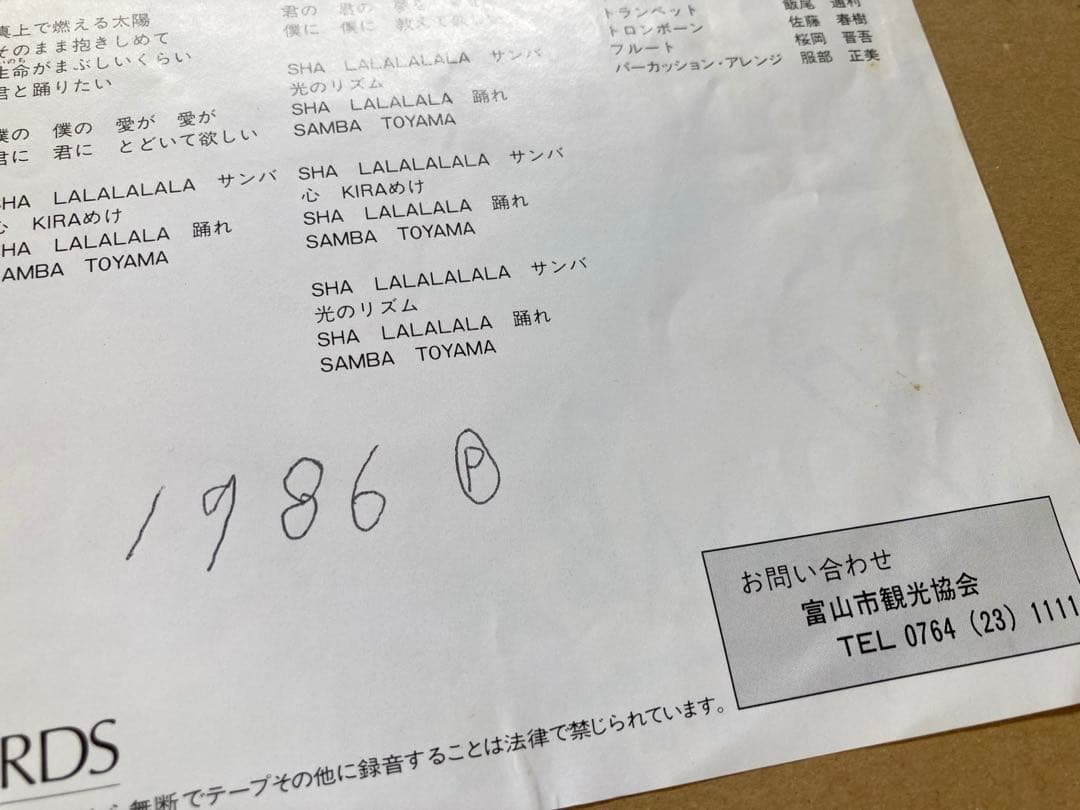 真上で燃える太陽
そのまま抱きしめて
生命がまぶしいくらい
君と踊りたい
僕の 僕の 愛が 愛が
君に 君に とどいて欲しい
SHA LALALALALA サンバ
心 KIRAめけ
SHA LALALALA 踊れ
SAMBA TOYAMA
君の 君の
僕に 僕に 教えて欲しい
SHA LALALALALA サンバ
光のリズム
SHA LALALALA 踊れ
SAMBA TOYAMA
SHA LALALALALA サンバ
心 KIRAめけ
SHA LALALALA 踊れ
SAMBA TOYAMA
SHA LALALALALA サンバ
光のリズム
SHA LALALALA 踊れ
SAMBA TOYAMA
トランペット
トロンボーン 佐藤 春樹
フルート 桜岡 晋吾
パーカッション・アレンジ 服部 正美
1986 Ⓟ
お問い合わせ
富山市観光協会
TEL 0764 (23) 1111
RDS
無断でテープその他に録音することは法律で禁じられています。